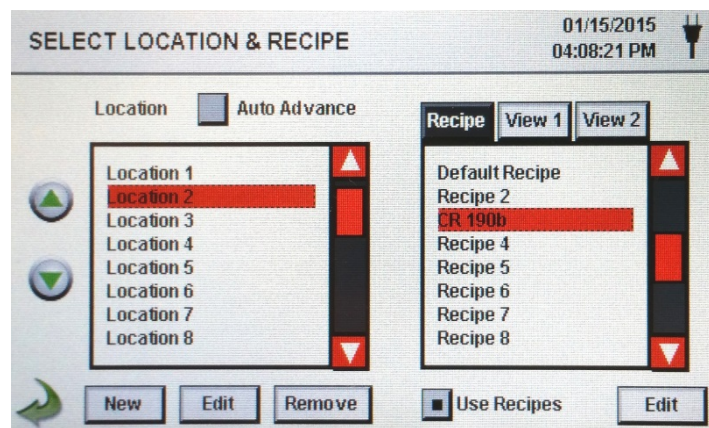 SELECT LOCATION & RECIPE
01/15/2015
04:08:21 PM
Location
Auto Advance
Recipe
View 1
View 2
Location 1
Location 2
Location 3
Location 4
Location 5
Location 6
Location 7
Location 8
Default Recipe
Recipe 2
CR 190b
Recipe 4
Recipe 5
Recipe 6
Recipe 7
Recipe 8
New
Edit
Remove
Use Recipes
Edit